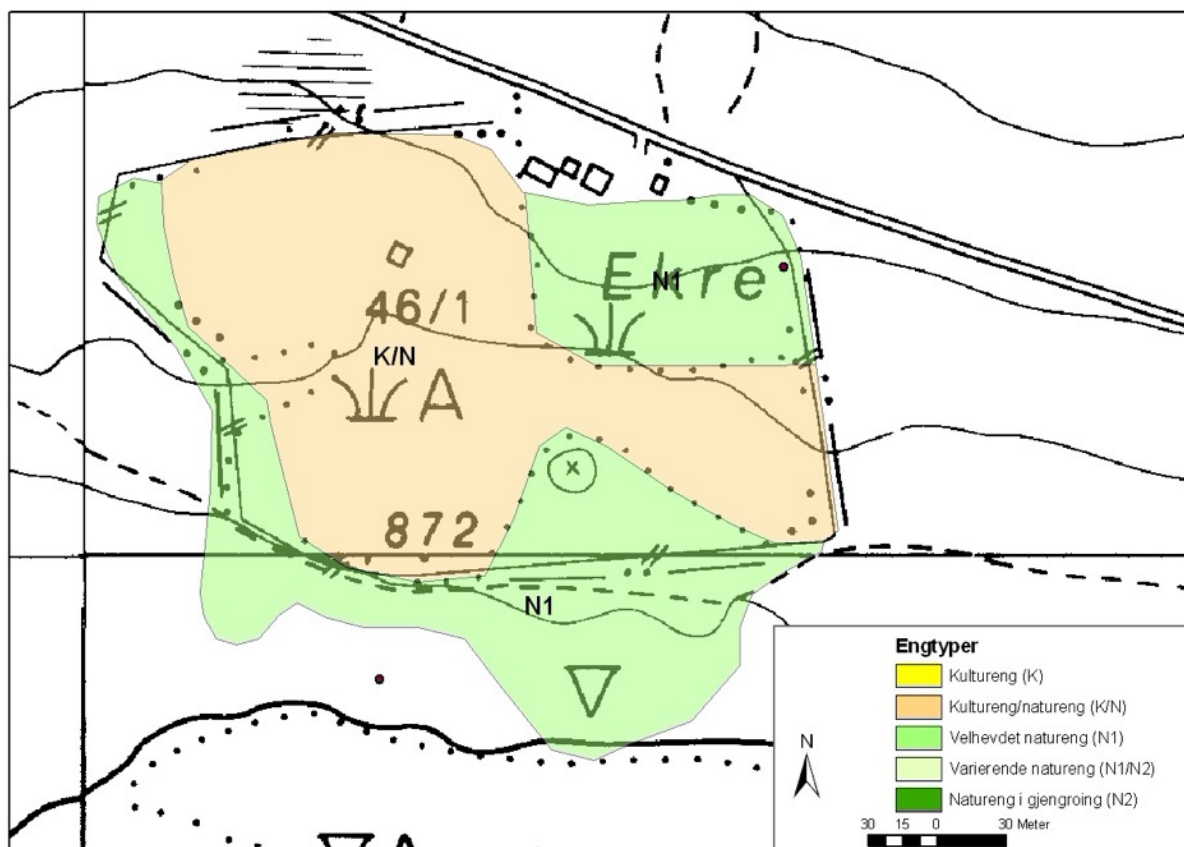 Ekre
N1
46/1
K/N
A
x
872
N1
A
Engtyper
Kultureng (K)
Kultureng/natureng (K/N)
Velhevdet natureng (N1)
Varierende natureng (N1/N2)
Natureng i gjengroing (N2)
N
30 15 0 30 Meter